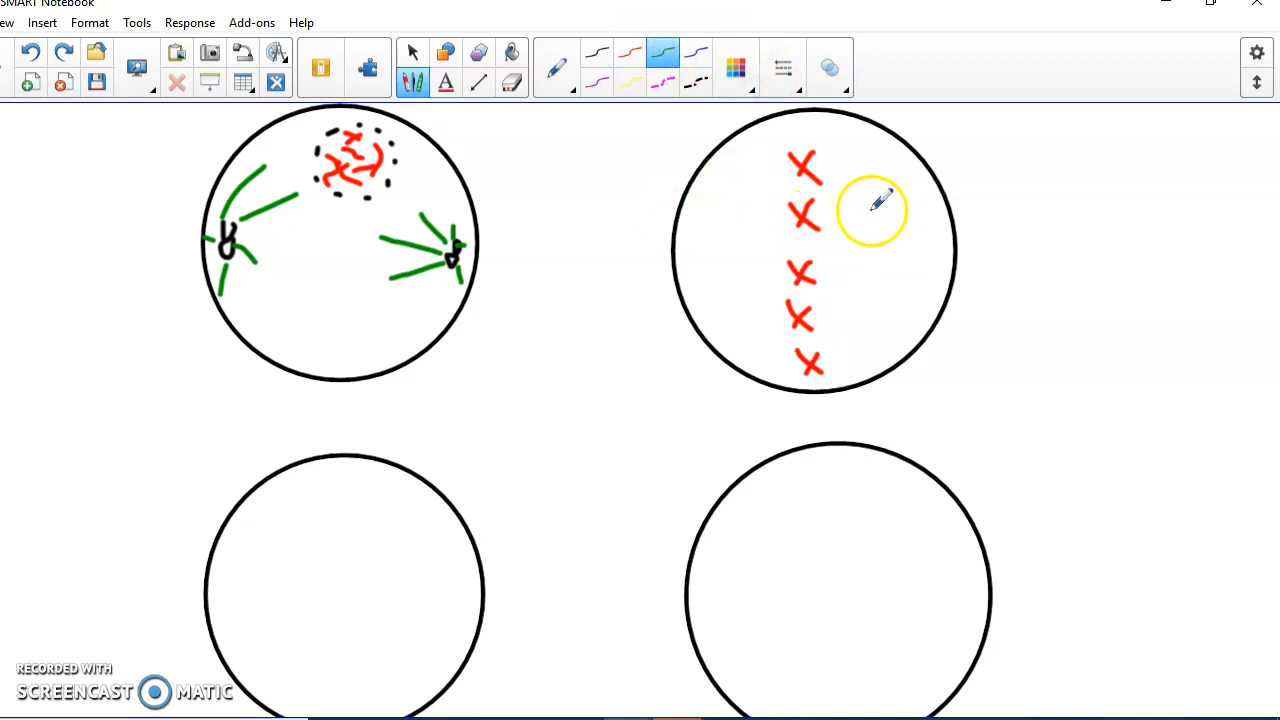 SMART Notebook
ew Insert Format Tools Response Add-ons Help
A
RECORDED WITH
SCREENCAST MATIC